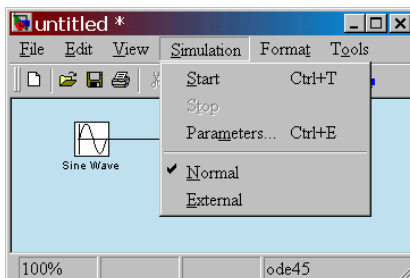 untitled *
File Edit View Simulation Format Tools
Start Ctrl+T
Stop
Parameters... Ctrl+E
Normal
External
Sine Wave
100% ode45